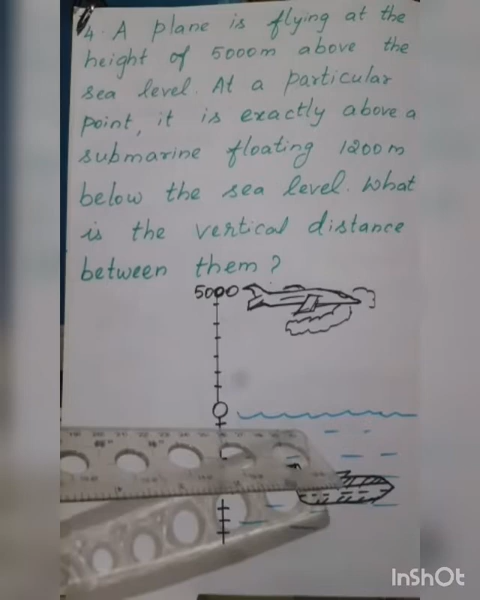 4. A plane is flying at the
height of 5000m above the
sea level. At a particular
point, it is exactly above a
submarine floating 1200m
below the sea level. What
is the vertical distance
between them?
5000
0
InShOt